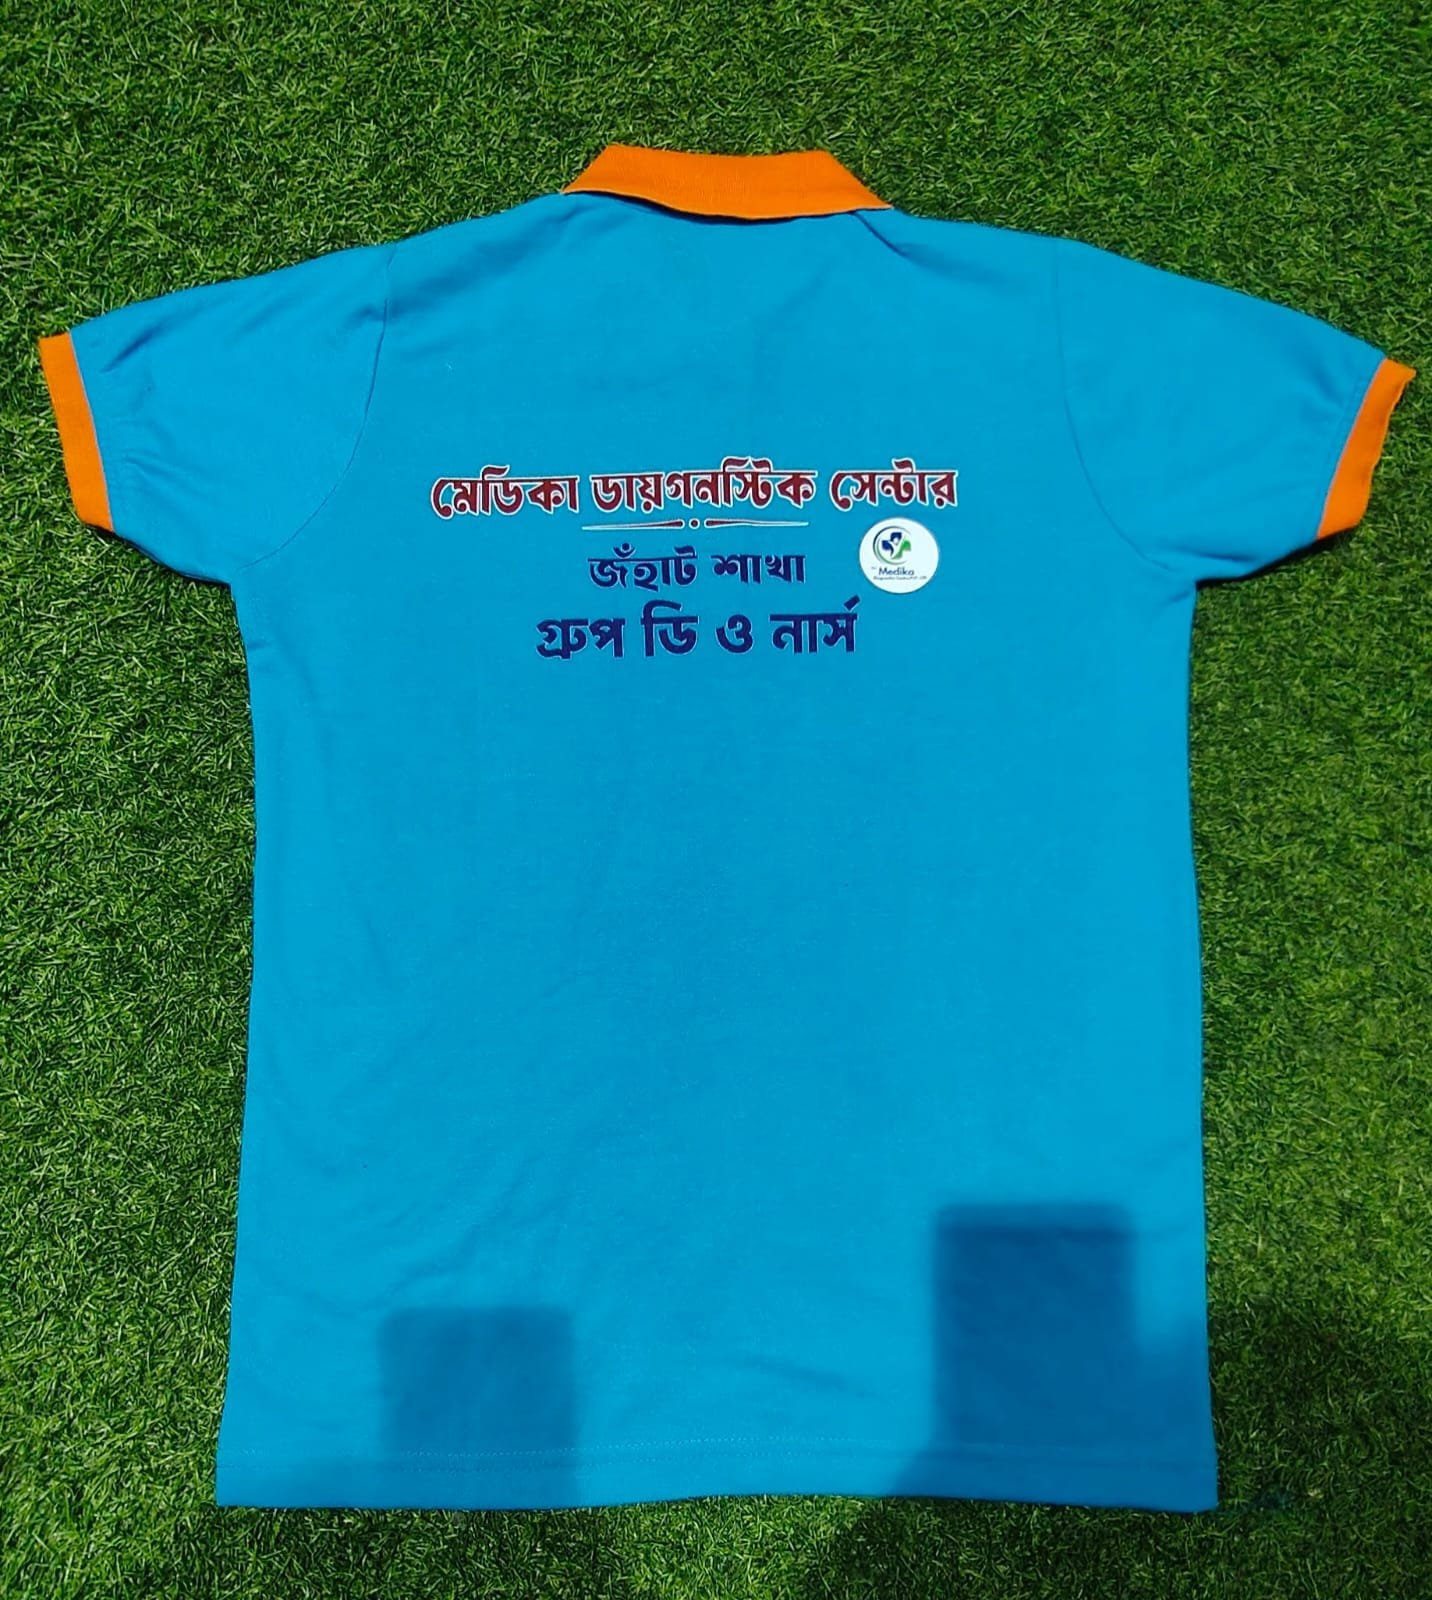 মেডিকা ডায়গনস্টিক সেন্টার
জঁহাট শাখা
গ্রুপ ডি ও নার্স
Medika